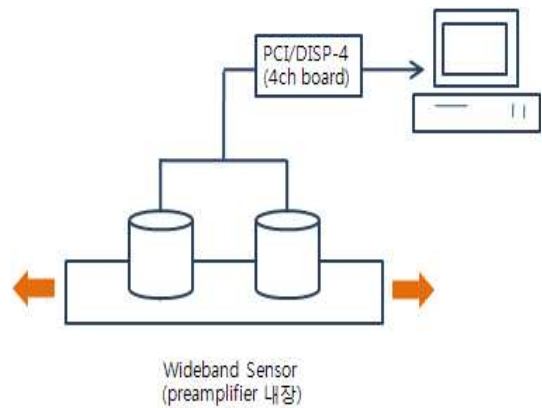 PCI/DISP-4
(4ch board)
Wideband Sensor
(preamplifier 내장)